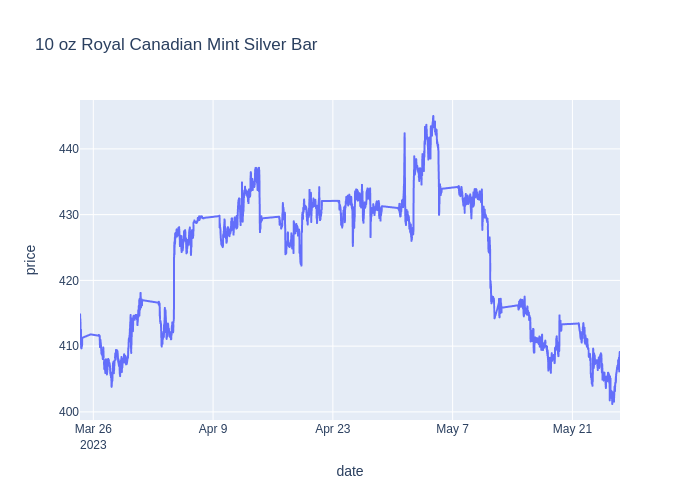 10 oz Royal Canadian Mint Silver Bar
440
430
420
410
400
price
Mar 26
2023
Apr 9
Apr 23
May 7
May 21
date